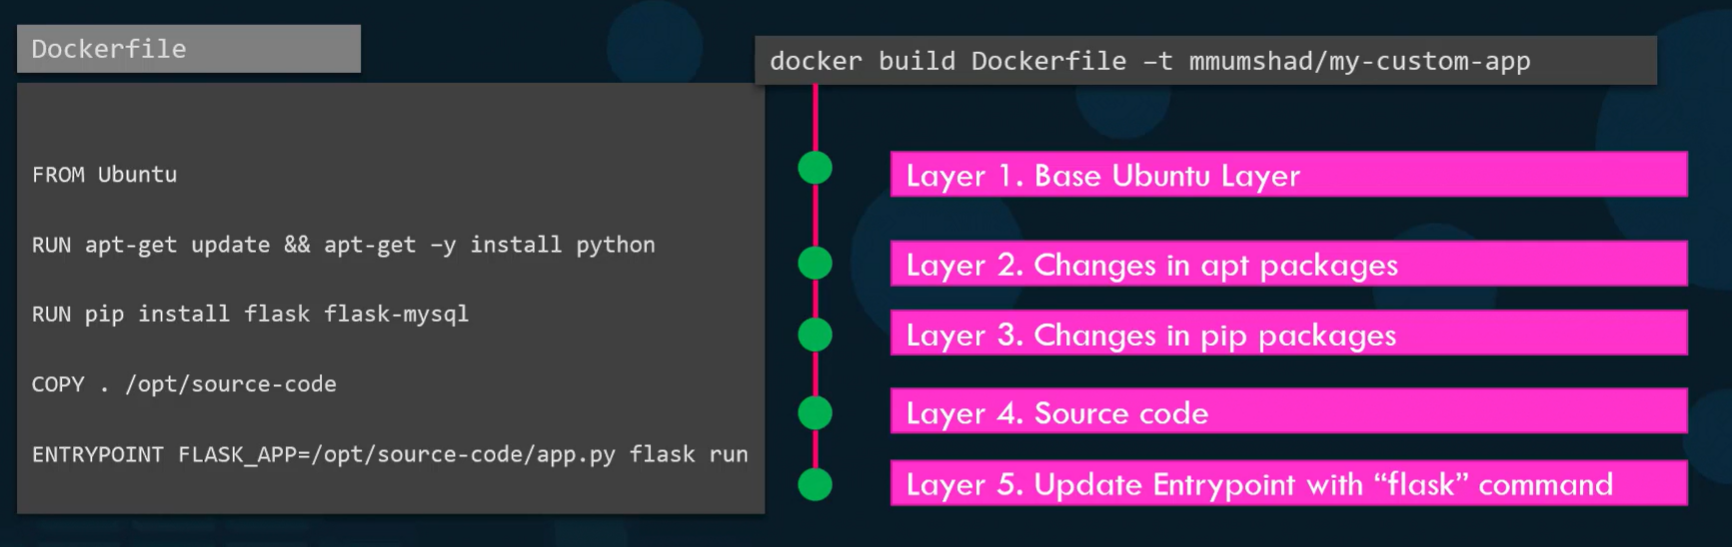 Dockerfile
docker build Dockerfile –t mmumshad/my-custom-app
FROM Ubuntu
RUN apt-get update && apt-get –y install python
RUN pip install flask flask-mysql
COPY . /opt/source-code
ENTRYPOINT FLASK_APP=/opt/source-code/app.py flask run
Layer 1. Base Ubuntu Layer
Layer 2. Changes in apt packages
Layer 3. Changes in pip packages
Layer 4. Source code
Layer 5. Update Entrypoint with “flask” command